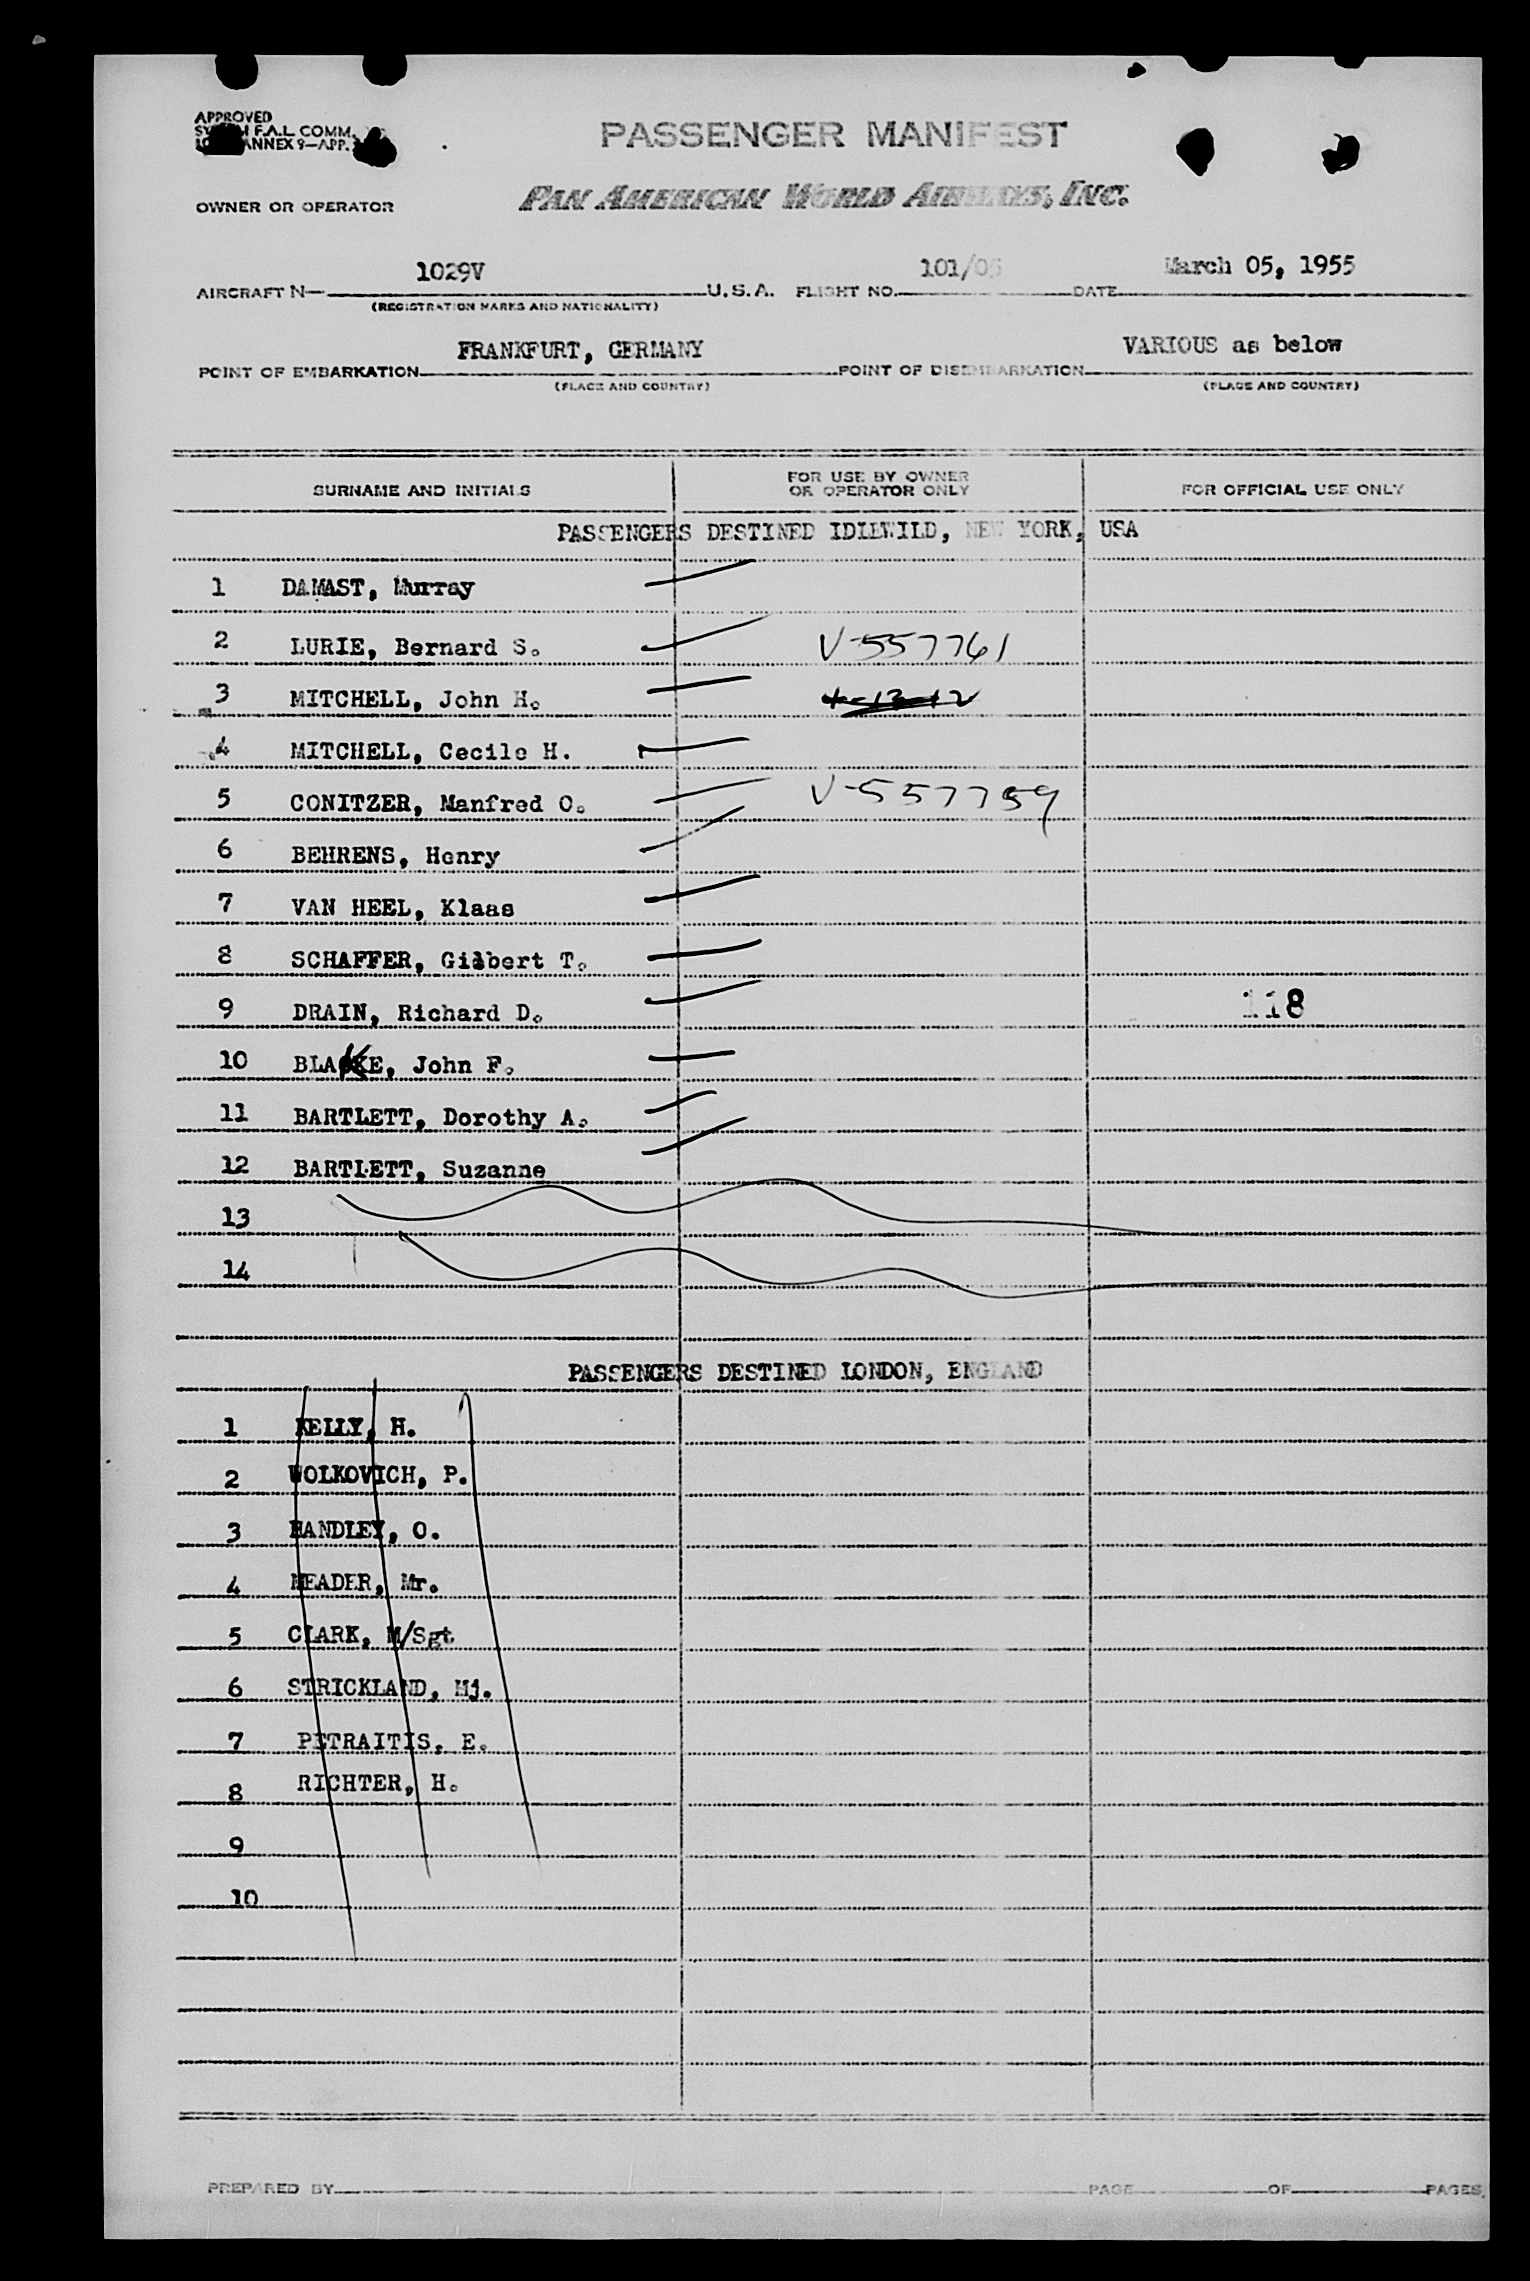 APPROVED
F.A.L. COMM.
ANNEX 9—APP.
PASSENGER MANIFEST
OWNER OR OPERATOR PAN AMERICAN WORLD AIRWAYS, INC.
1029V 101/05 March 05, 1955
AIRCRAFT N— U.S.A. FLIGHT NO. DATE
(REGISTRATION MARKS AND NATIONALITY)
FRANKFURT, GERMANY VARIOUS as below
POINT OF EMBARKATION POINT OF DISEMBARKATION
(PLACE AND COUNTRY) (PLACE AND COUNTRY)
SURNAME AND INITIALS FOR USE BY OWNER OR OPERATOR ONLY FOR OFFICIAL USE ONLY
PASSENGERS DESTINED IDLEWILD, NEW YORK, USA
1 DAMAST, Murray
2 LURIE, Bernard S. V-557761
3 MITCHELL, John H.
4 MITCHELL, Cecile H.
5 CONITZER, Manfred O. V-557759
6 BEHRENS, Henry
7 VAN HEEL, Klaas
8 SCHAFFER, Gilbert T.
9 DRAIN, Richard D. 118
10 BLAKE, John F.
11 BARTLETT, Dorothy A.
12 BARTLETT, Suzanne
13
14
PASSENGERS DESTINED LONDON, ENGLAND
1 KELLY, H.
2 WOLKOVICH, P.
3 HANDLEY, O.
4 MEADER, Mr.
5 CLARK, M/Sgt
6 STRICKLAND, Mj.
7 PETRAITIS, E.
8 RICHTER, H.
9
10
PREPARED BY PAGE OF PAGES